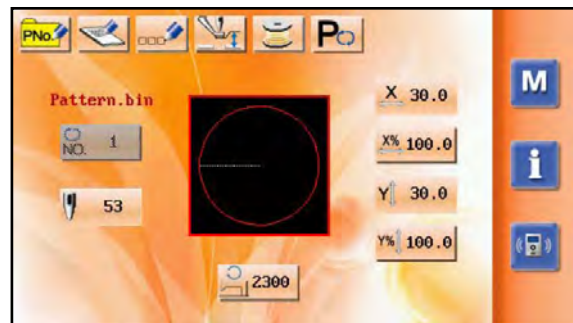 PNo.
P
M
Pattern.bin
X 30.0
NO. 1
X% 100.0
i
53
Y 30.0
Y% 100.0
2300